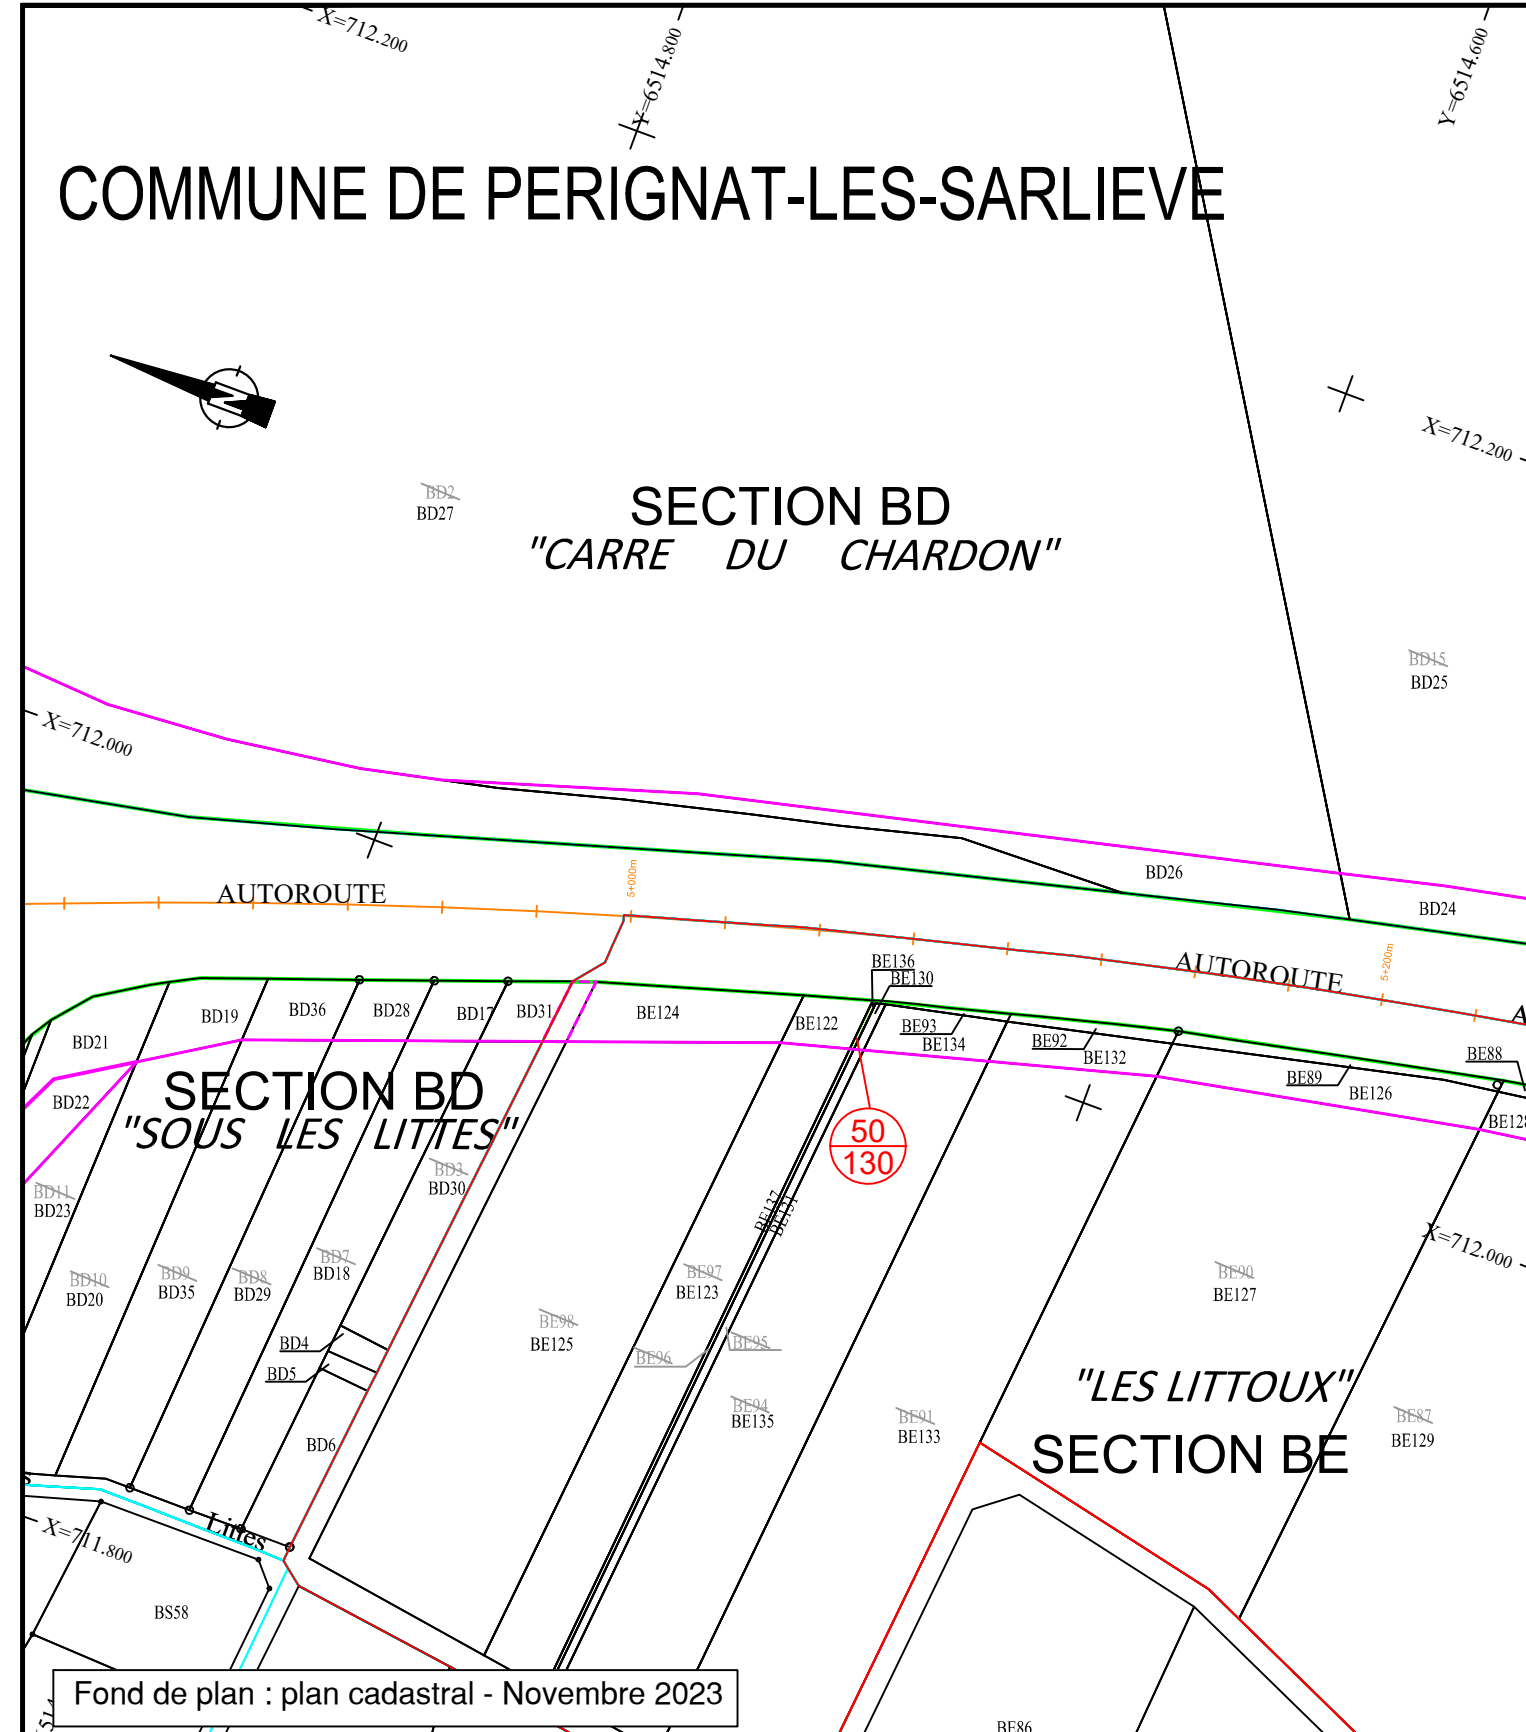 X=712.200
Y=6514.800
Y=6514.600
COMMUNE DE PERIGNAT-LES-SARLIEVE
N
X=712.200
BD2
BD27
SECTION BD
"CARRE DU CHARDON"
BD15
BD25
X=712.000
BD26
5+000m
AUTOROUTE
BD24
AUTOROUTE
5+200m
A
BE136
BE130
BD21
BD19
BD36
BD28
BD17
BD31
BE124
BE122
BE93
BE134
BE92
BE132
BE88
BE89
BE126
BE128
BD22
SECTION BD
"SOUS LES LITTES"
50
130
BD3
BD30
BD11
BD23
BE137
BE131
X=712.000
BD10
BD20
BD9
BD35
BD8
BD29
BD7
BD18
BE97
BE123
BE90
BE127
BE98
BE125
BD4
BD5
BE96
BE95
"LES LITTOUX"
BE94
BE135
BE91
BE133
BE87
BE129
BD6
SECTION BE
s
Littes
X=711.800
BS58
Fond de plan : plan cadastral - Novembre 2023
BE86